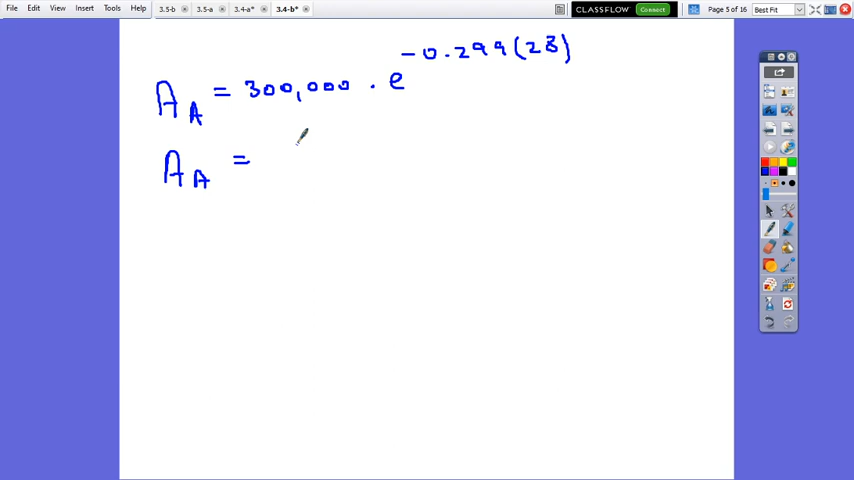 File Edit View Insert Tools Help 3.5-b 3.5-a 3.4-a* 3.4-b* CLASSFLOW Connect Page 5 of 16 Best Fit
A_A = 300,000 · e^{-0.299(28)}
A_A =